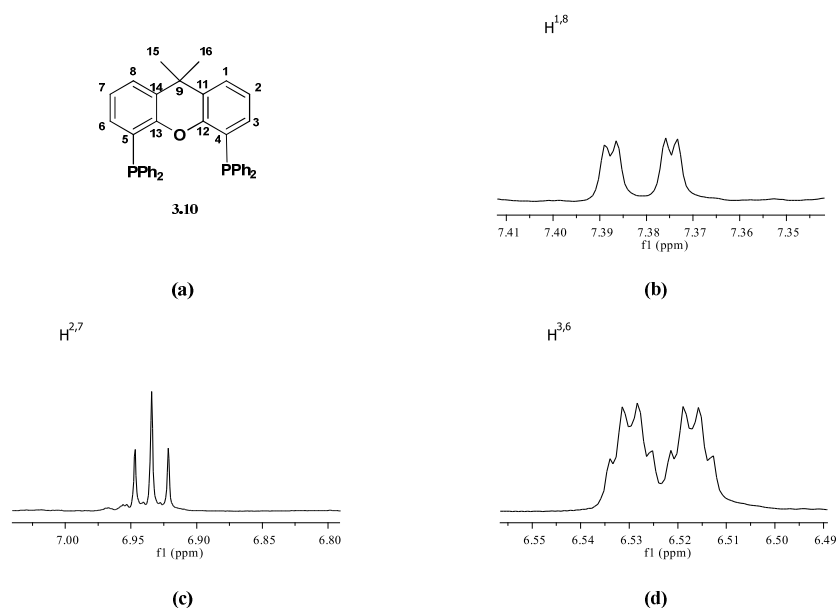 H1,8
15 16
8 1
7 14 9 11 2
6 5 13 O 12 4 3
PPh2 PPh2
3.10
7.41 7.40 7.39 7.38 7.37 7.36 7.35
f1 (ppm)
(a) (b)
H2,7 H3,6
7.00 6.95 6.90 6.85 6.80
f1 (ppm)
6.55 6.54 6.53 6.52 6.51 6.50 6.49
f1 (ppm)
(c) (d)